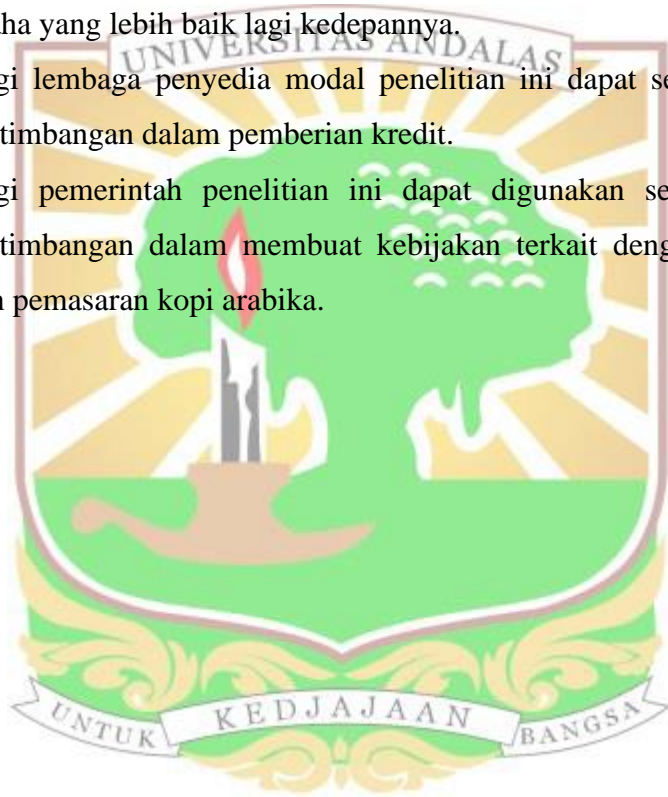 aha yang lebih baik lagi kedepannya.
UNIVERSITAS ANDALAS
gi lembaga penyedia modal penelitian ini dapat se
timbangan dalam pemberian kredit.
gi pemerintah penelitian ini dapat digunakan se
timbangan dalam membuat kebijakan terkait deng
n pemasaran kopi arabika.
UNTUK KEDJAJAAN BANGSA